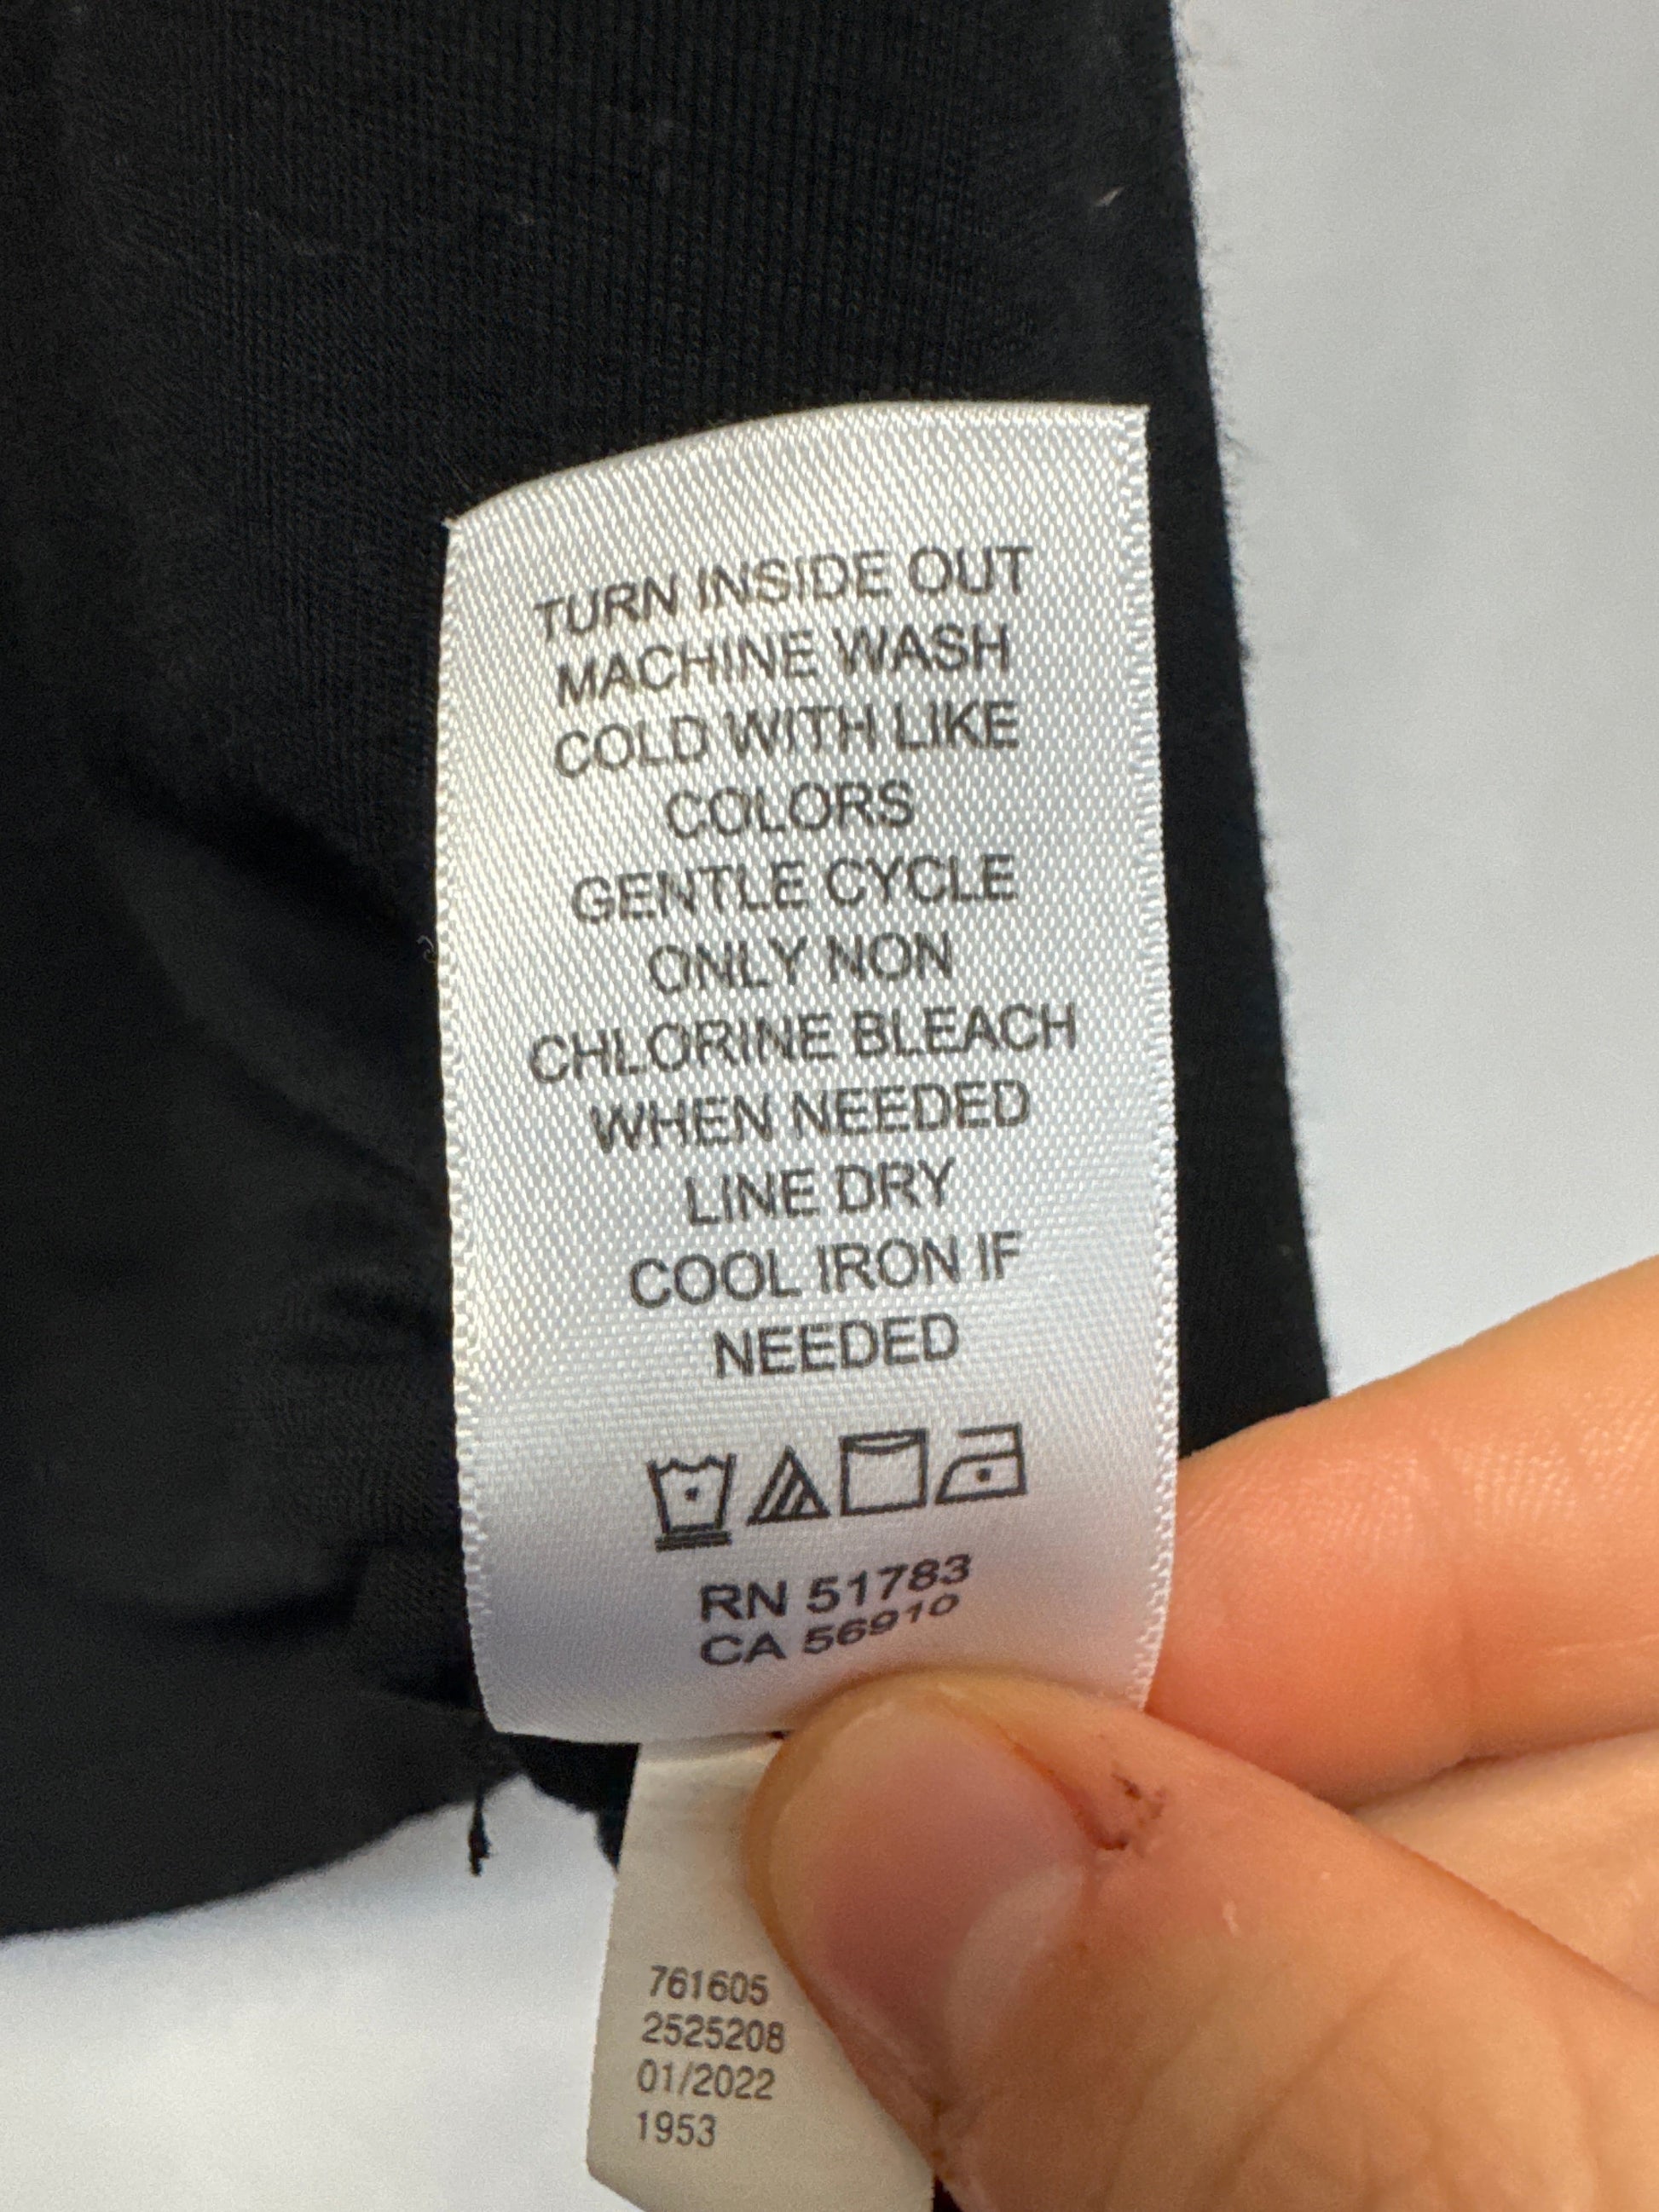 TURN INSIDE OUT
MACHINE WASH
COLD WITH LIKE
COLORS
GENTLE CYCLE
ONLY NON
CHLORINE BLEACH
WHEN NEEDED
LINE DRY
COOL IRON IF
NEEDED
RN 51783
CA 56910
761605
2525208
01/2022
1953